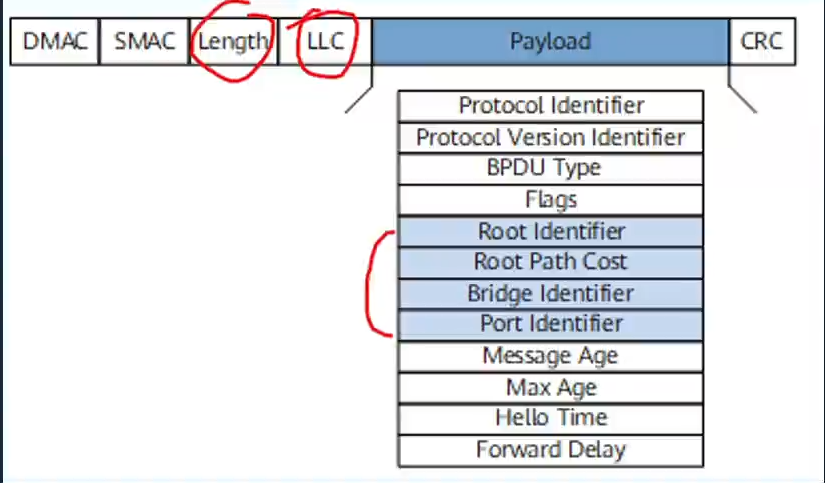 DMAC SMAC Length LLC Payload CRC
Protocol Identifier
Protocol Version Identifier
BPDU Type
Flags
Root Identifier
Root Path Cost
Bridge Identifier
Port Identifier
Message Age
Max Age
Hello Time
Forward Delay